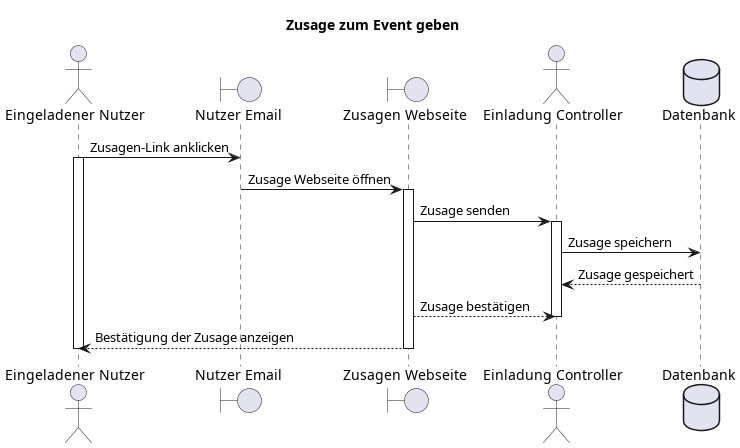 Zusage zum Event geben
Eingeladener Nutzer Nutzer Email Zusagen Webseite Einladung Controller Datenbank
Zusagen-Link anklicken
Zusage Webseite öffnen
Zusage senden
Zusage speichern
Zusage gespeichert
Zusage bestätigen
Bestätigung der Zusage anzeigen
Eingeladener Nutzer Nutzer Email Zusagen Webseite Einladung Controller Datenbank